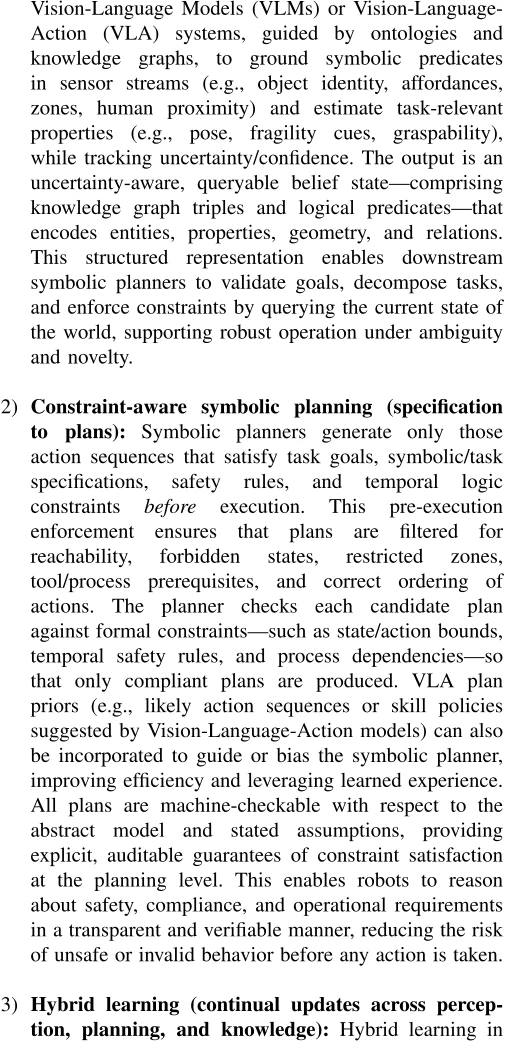 Vision-Language Models (VLMs) or Vision-Language-
Action (VLA) systems, guided by ontologies and
knowledge graphs, to ground symbolic predicates
in sensor streams (e.g., object identity, affordances,
zones, human proximity) and estimate task-relevant
properties (e.g., pose, fragility cues, graspability),
while tracking uncertainty/confidence. The output is an
uncertainty-aware, queryable belief state—comprising
knowledge graph triples and logical predicates—that
encodes entities, properties, geometry, and relations.
This structured representation enables downstream
symbolic planners to validate goals, decompose tasks,
and enforce constraints by querying the current state of
the world, supporting robust operation under ambiguity
and novelty.
2) Constraint-aware symbolic planning (specification
to plans): Symbolic planners generate only those
action sequences that satisfy task goals, symbolic/task
specifications, safety rules, and temporal logic
constraints before execution. This pre-execution
enforcement ensures that plans are filtered for
reachability, forbidden states, restricted zones,
tool/process prerequisites, and correct ordering of
actions. The planner checks each candidate plan
against formal constraints—such as state/action bounds,
temporal safety rules, and process dependencies—so
that only compliant plans are produced. VLA plan
priors (e.g., likely action sequences or skill policies
suggested by Vision-Language-Action models) can also
be incorporated to guide or bias the symbolic planner,
improving efficiency and leveraging learned experience.
All plans are machine-checkable with respect to the
abstract model and stated assumptions, providing
explicit, auditable guarantees of constraint satisfaction
at the planning level. This enables robots to reason
about safety, compliance, and operational requirements
in a transparent and verifiable manner, reducing the risk
of unsafe or invalid behavior before any action is taken.
3) Hybrid learning (continual updates across percep-
tion, planning, and knowledge): Hybrid learning in